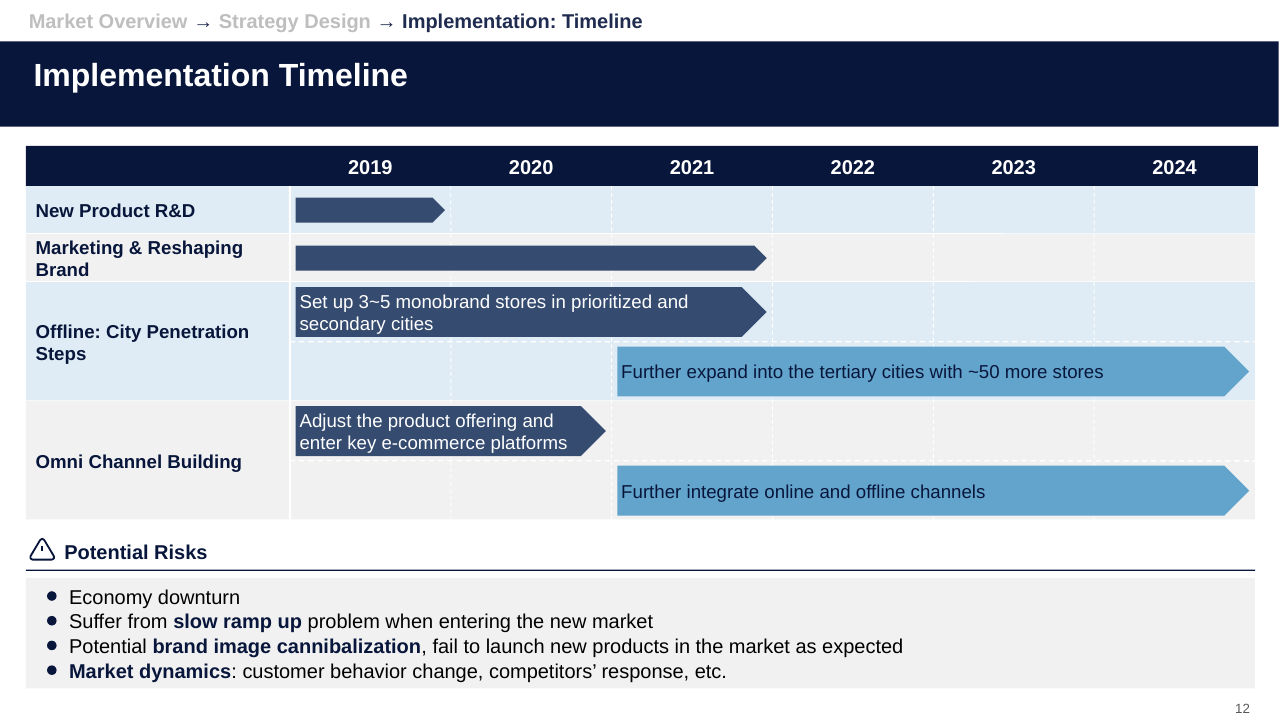 Market Overview → Strategy Design → Implementation: Timeline
Implementation Timeline
2019 2020 2021 2022 2023 2024
New Product R&D
Marketing & Reshaping
Brand
Offline: City Penetration
Steps
Set up 3~5 monobrand stores in prioritized and
secondary cities
Further expand into the tertiary cities with ~50 more stores
Omni Channel Building
Adjust the product offering and
enter key e-commerce platforms
Further integrate online and offline channels
Potential Risks
● Economy downturn
● Suffer from slow ramp up problem when entering the new market
● Potential brand image cannibalization, fail to launch new products in the market as expected
● Market dynamics: customer behavior change, competitors’ response, etc.
12